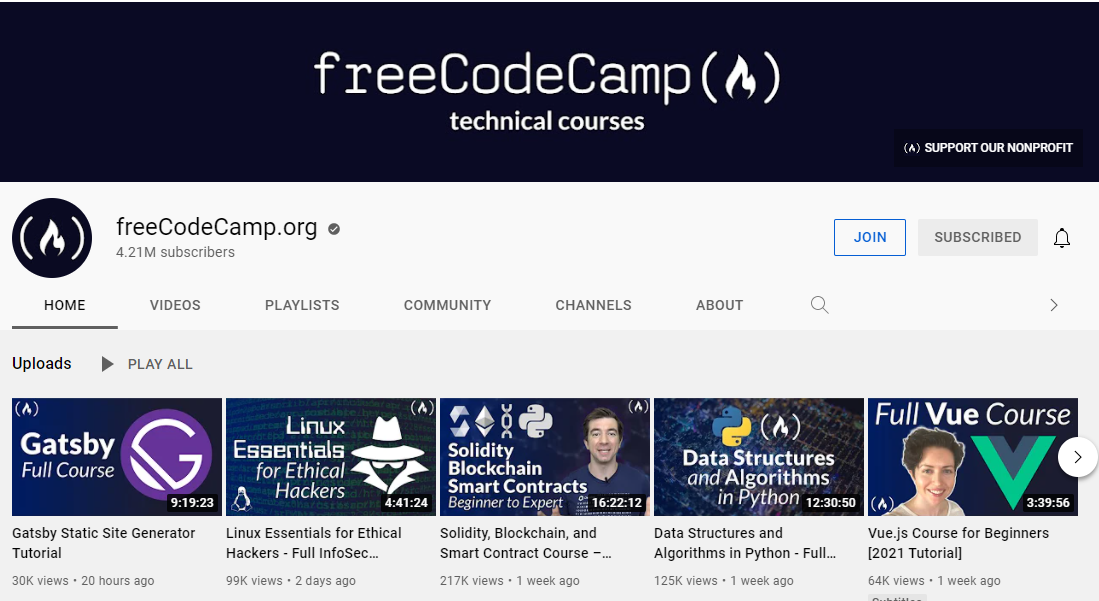 freeCodeCamp(🔥)
technical courses
SUPPORT OUR NONPROFIT
freeCodeCamp.org
4.21M subscribers
JOIN
SUBSCRIBED
HOME VIDEOS PLAYLISTS COMMUNITY CHANNELS ABOUT
Uploads PLAY ALL
Gatsby
Full Course
9:19:23
Linux
Essentials
for Ethical
Hackers
4:41:24
Solidity
Blockchain
Smart Contracts
Beginner to Expert
16:22:12
Data Structures
and Algorithms
in Python
12:30:50
Full Vue Course
3:39:56
Gatsby Static Site Generator
Tutorial
30K views • 20 hours ago
Linux Essentials for Ethical
Hackers - Full InfoSec...
99K views • 2 days ago
Solidity, Blockchain, and
Smart Contract Course –...
217K views • 1 week ago
Data Structures and
Algorithms in Python - Full...
125K views • 1 week ago
Vue.js Course for Beginners
[2021 Tutorial]
64K views • 1 week ago
Subtitles